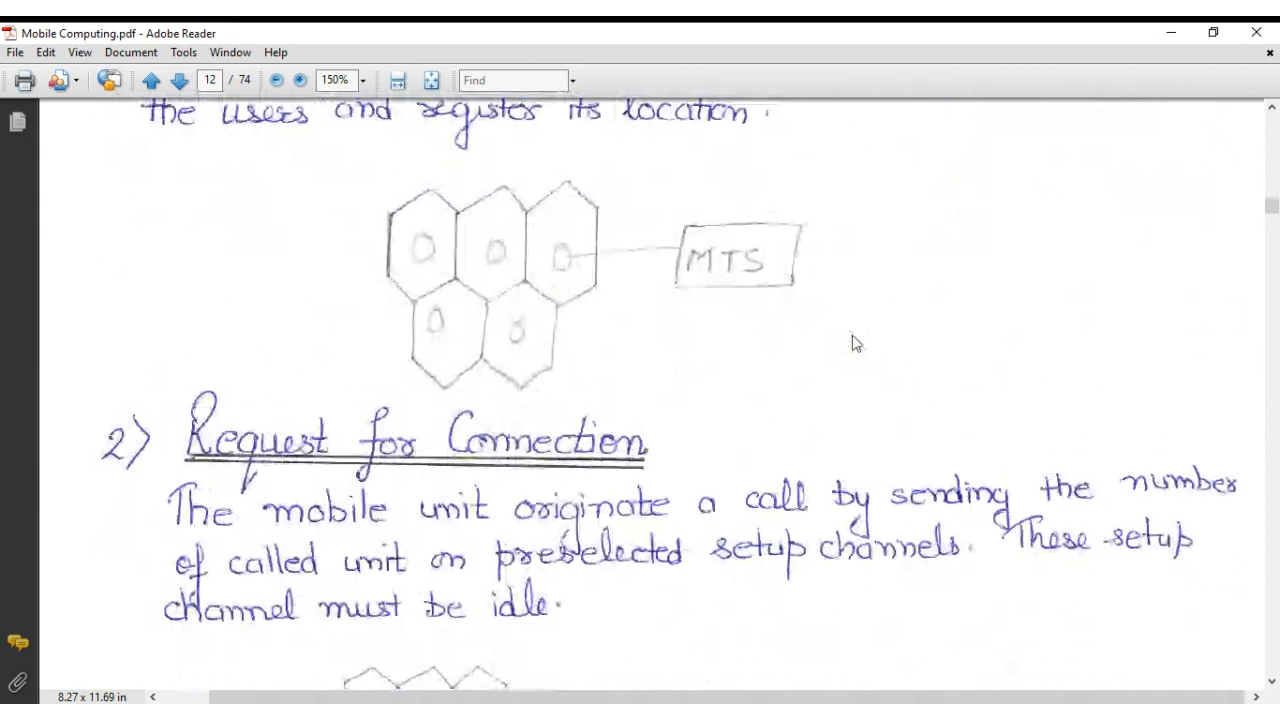 Mobile Computing.pdf - Adobe Reader
File Edit View Document Tools Window Help
12 / 74 150% Find
the users and register its location.
MTS
2) Request for Connection
The mobile unit originate a call by sending the number
of called unit on preselected setup channels. These setup
channel must be idle.
8.27 x 11.69 in